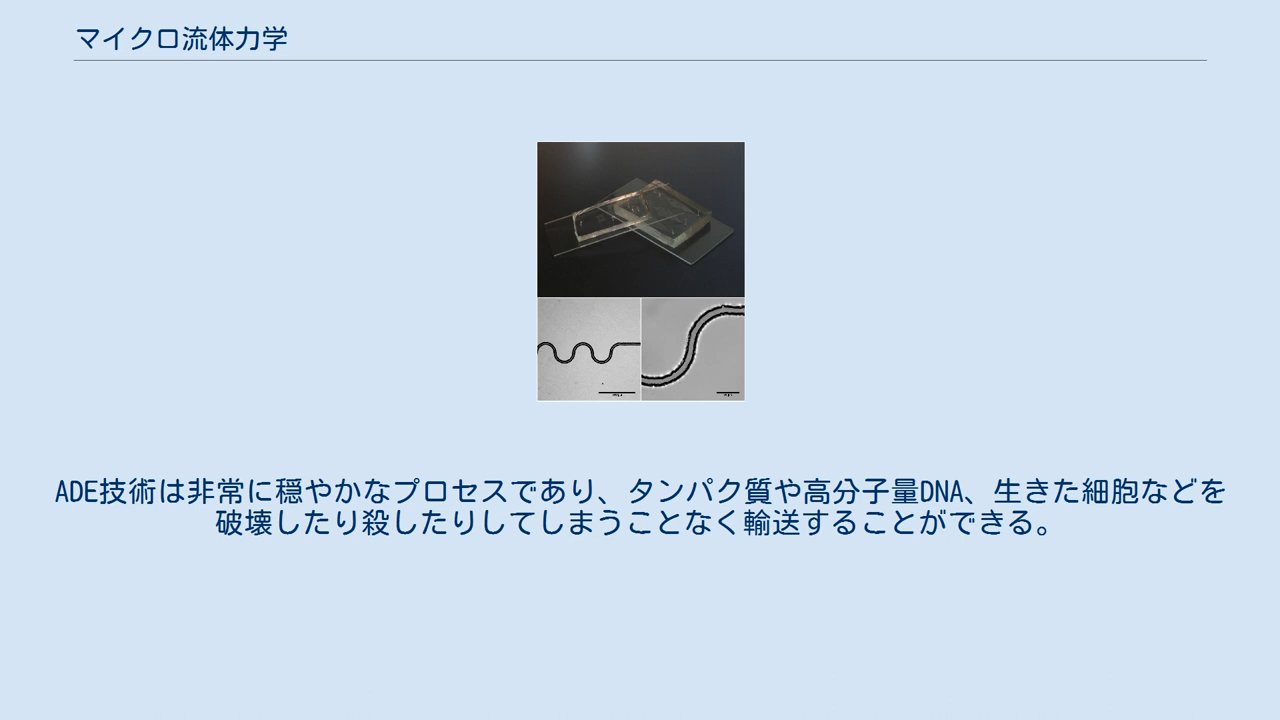 マイクロ流体力学
ADE技術は非常に穏やかなプロセスであり、タンパク質や高分子量DNA、生きた細胞などを
破壊したり殺したりしてしまうことなく輸送することができる。